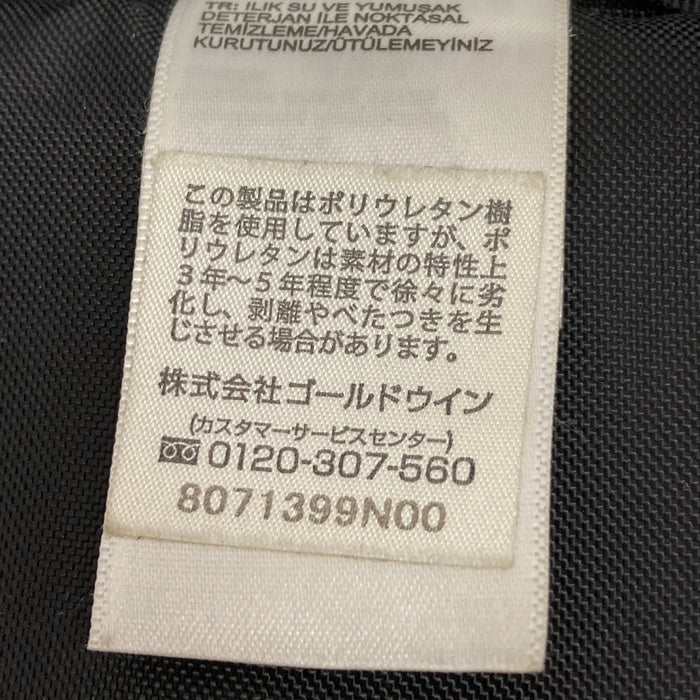 TR: ILIK SU VE YUMUŞAK
DETERJAN ILE NOKTASAL
TEMİZLEME/HAVADA
KURUTUNUZ/ÜTÜLEMEYİNİZ
この製品はポリウレタン樹
脂を使用していますが、ポ
リウレタンは素材の特性上
3年～5年程度で徐々に劣
化し、剥離やべたつきを生
じさせる場合があります。
株式会社ゴールドウイン
(カスタマーサービスセンター)
0120-307-560
8071399N00